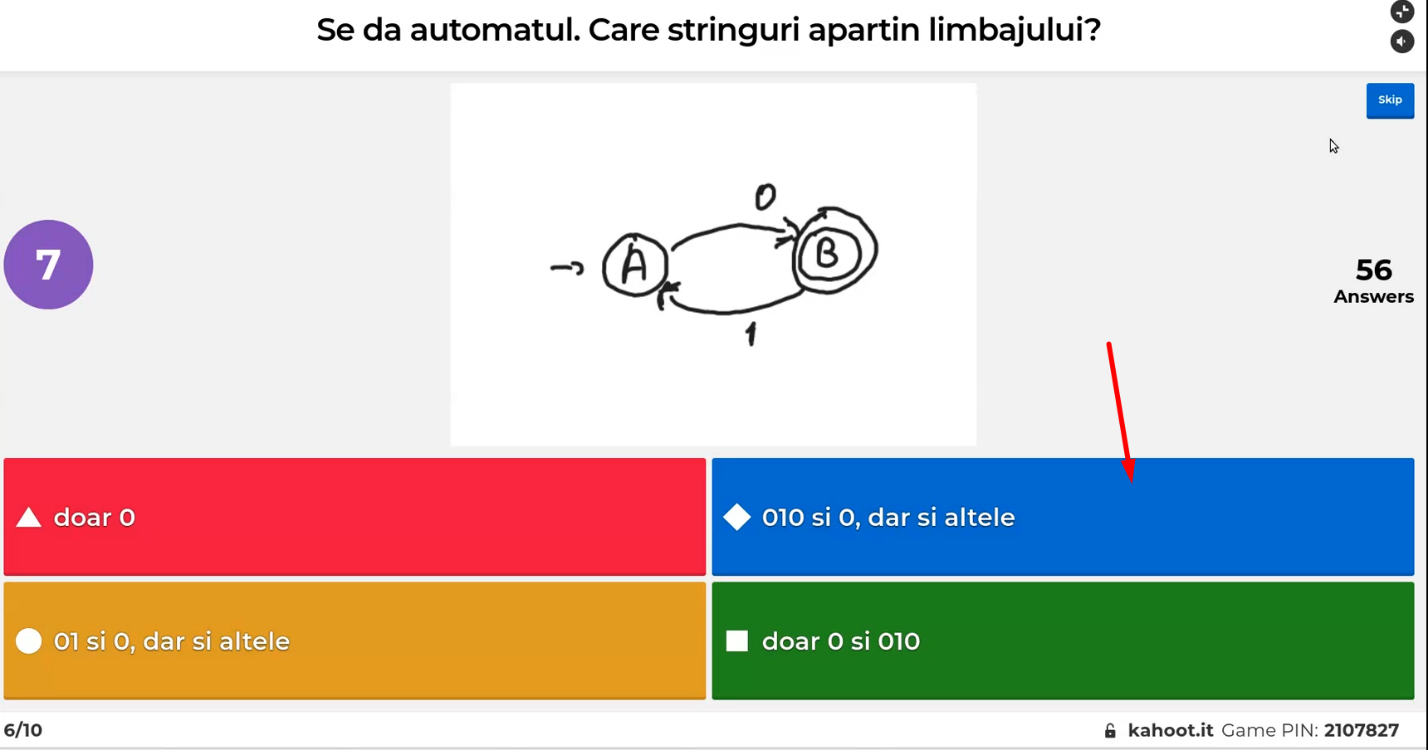 Se da automatul. Care stringuri apartin limbajului?
Skip
0
7
A
B
56
Answers
1
doar 0
010 si 0, dar si altele
01 si 0, dar si altele
doar 0 si 010
6/10
kahoot.it Game PIN: 2107827